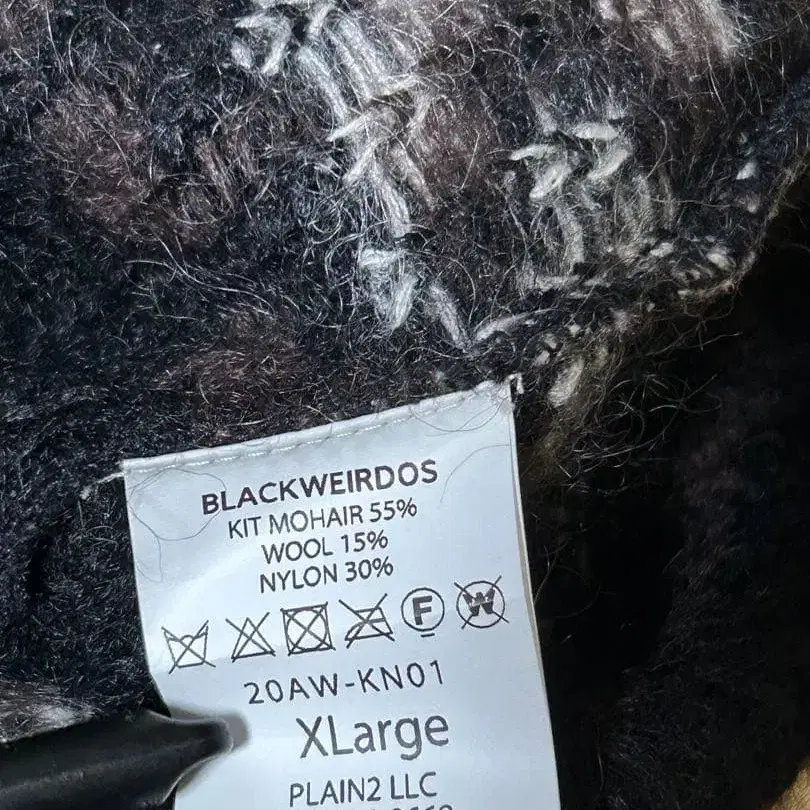 BLACKWEIRDOS
KIT MOHAIR 55%
WOOL 15%
NYLON 30%
F W
20AW-KN01
XLarge
PLAIN2 LLC